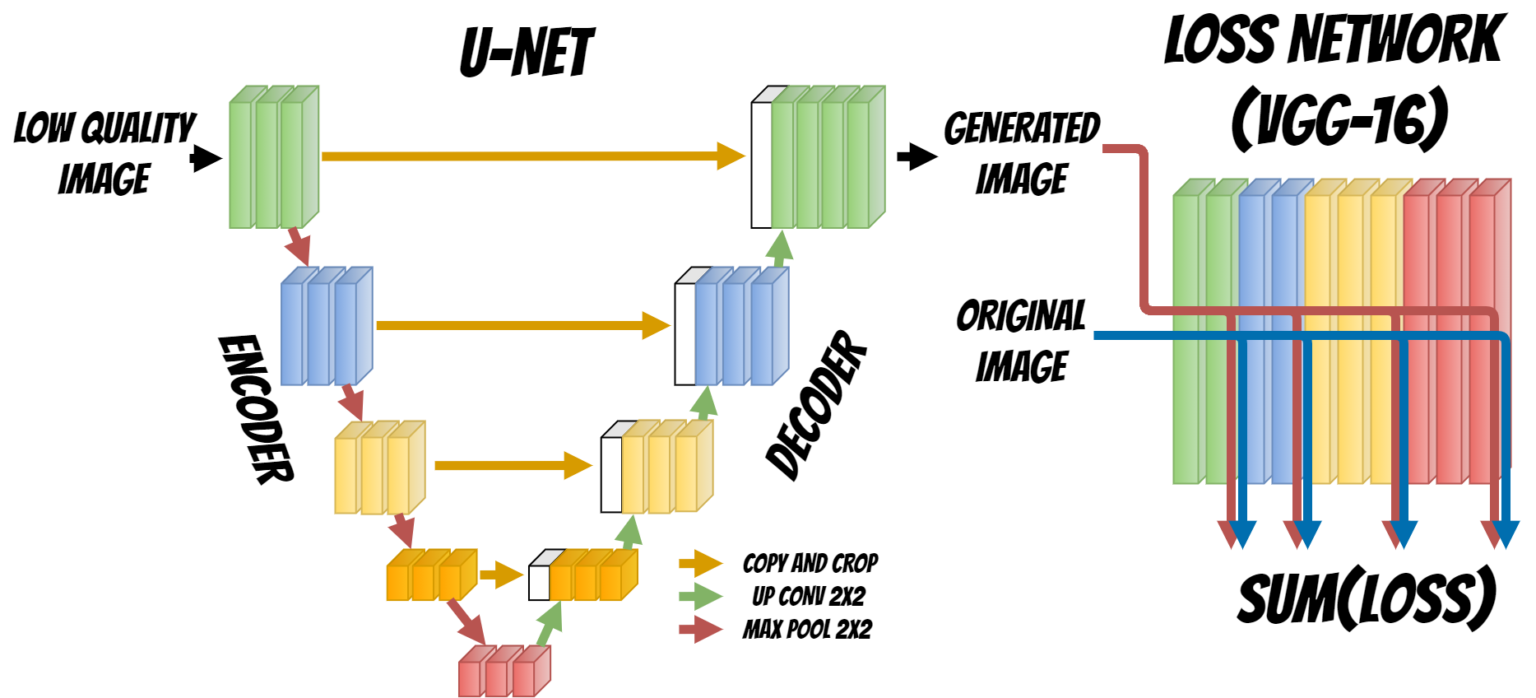 U-NET
LOSS NETWORK
(VGG-16)
LOW QUALITY
IMAGE
GENERATED
IMAGE
ORIGINAL
IMAGE
ENCODER
DECODER
COPY AND CROP
UP CONV 2X2
MAX POOL 2X2
SUM(LOSS)